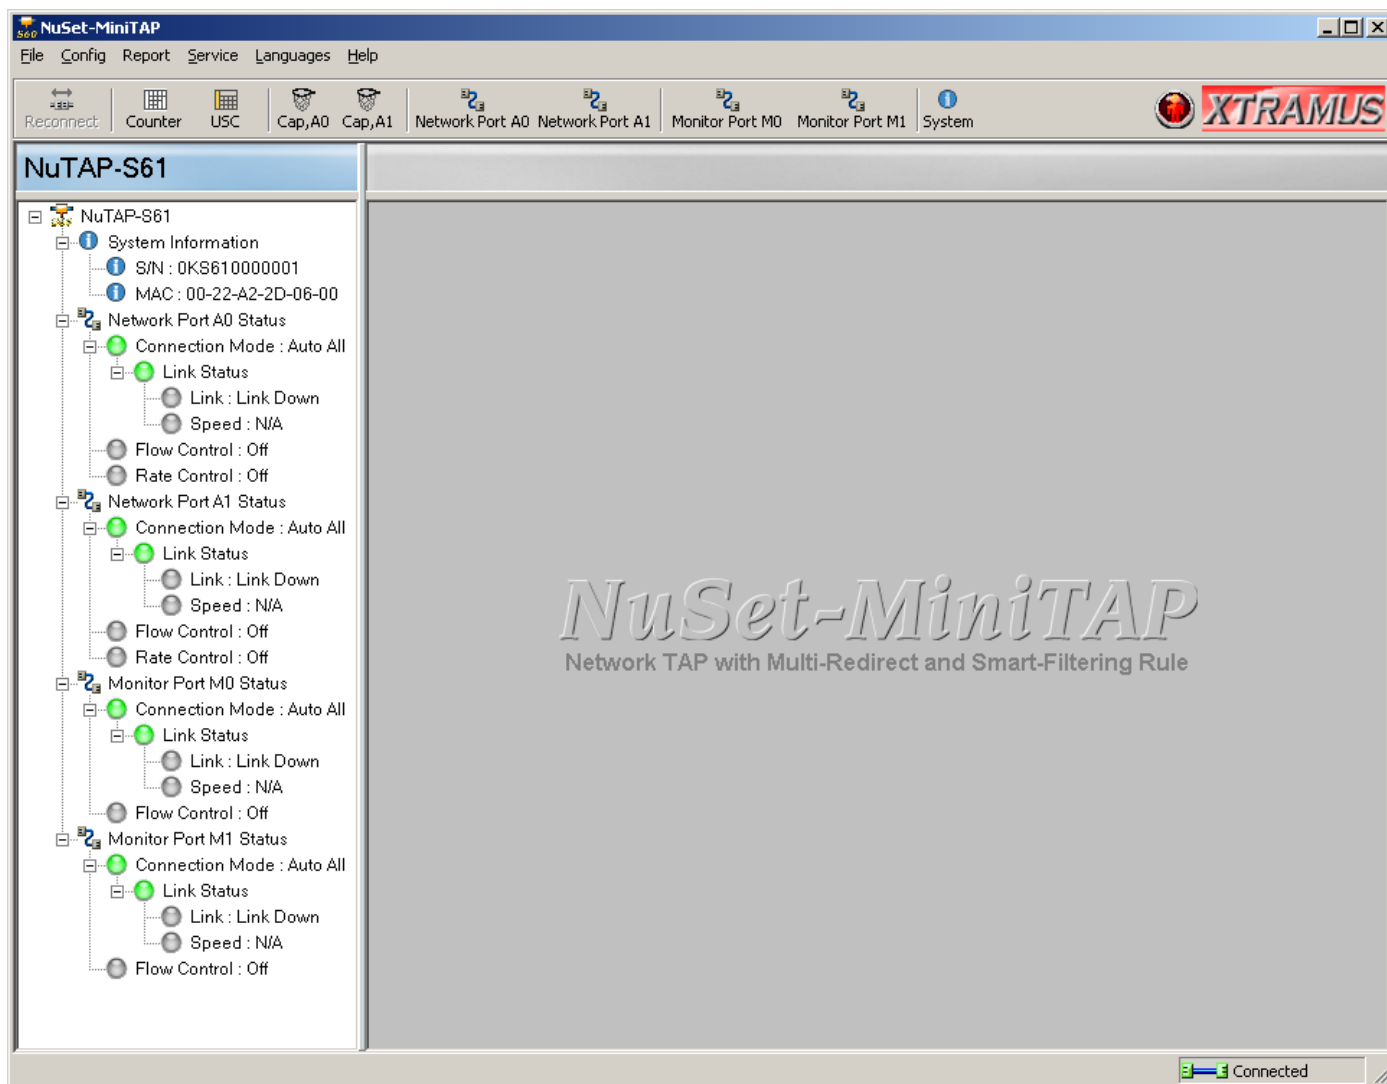 S60 NuSet-MiniTAP
File Config Report Service Languages Help
Reconnect Counter USC Cap,A0 Cap,A1 Network Port A0 Network Port A1 Monitor Port M0 Monitor Port M1 System XTRAMUS
NuTAP-S61
NuTAP-S61
System Information
S/N : 0KS610000001
MAC : 00-22-A2-2D-06-00
Network Port A0 Status
Connection Mode : Auto All
Link Status
Link : Link Down
Speed : N/A
Flow Control : Off
Rate Control : Off
Network Port A1 Status
Connection Mode : Auto All
Link Status
Link : Link Down
Speed : N/A
Flow Control : Off
Rate Control : Off
Monitor Port M0 Status
Connection Mode : Auto All
Link Status
Link : Link Down
Speed : N/A
Flow Control : Off
Monitor Port M1 Status
Connection Mode : Auto All
Link Status
Link : Link Down
Speed : N/A
Flow Control : Off
NuSet-MiniTAP
Network TAP with Multi-Redirect and Smart-Filtering Rule
Connected